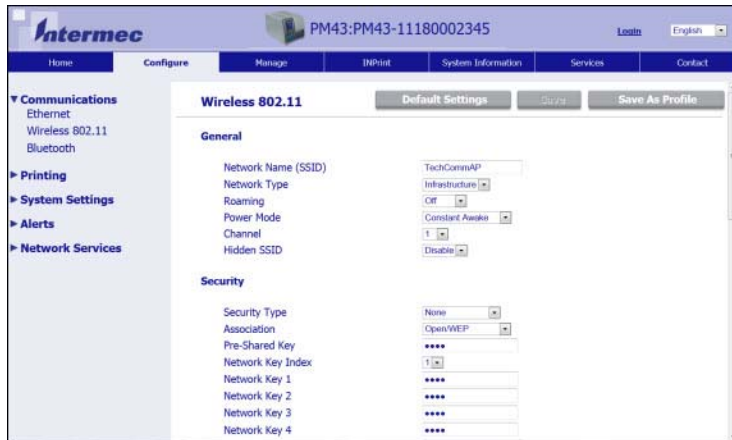 Intermec
PM43:PM43-11180002345
Login
English
Home Configure Manage INPrint System Information Services Contact
Communications
Ethernet
Wireless 802.11
Bluetooth
Printing
System Settings
Alerts
Network Services
Wireless 802.11
Default Settings Save Save As Profile
General
Network Name (SSID) TechCommAP
Network Type Infrastructure
Roaming Off
Power Mode Constant Awake
Channel 1
Hidden SSID Disable
Security
Security Type None
Association Open/WEP
Pre-Shared Key ••••
Network Key Index 1
Network Key 1 ••••
Network Key 2 ••••
Network Key 3 ••••
Network Key 4 ••••